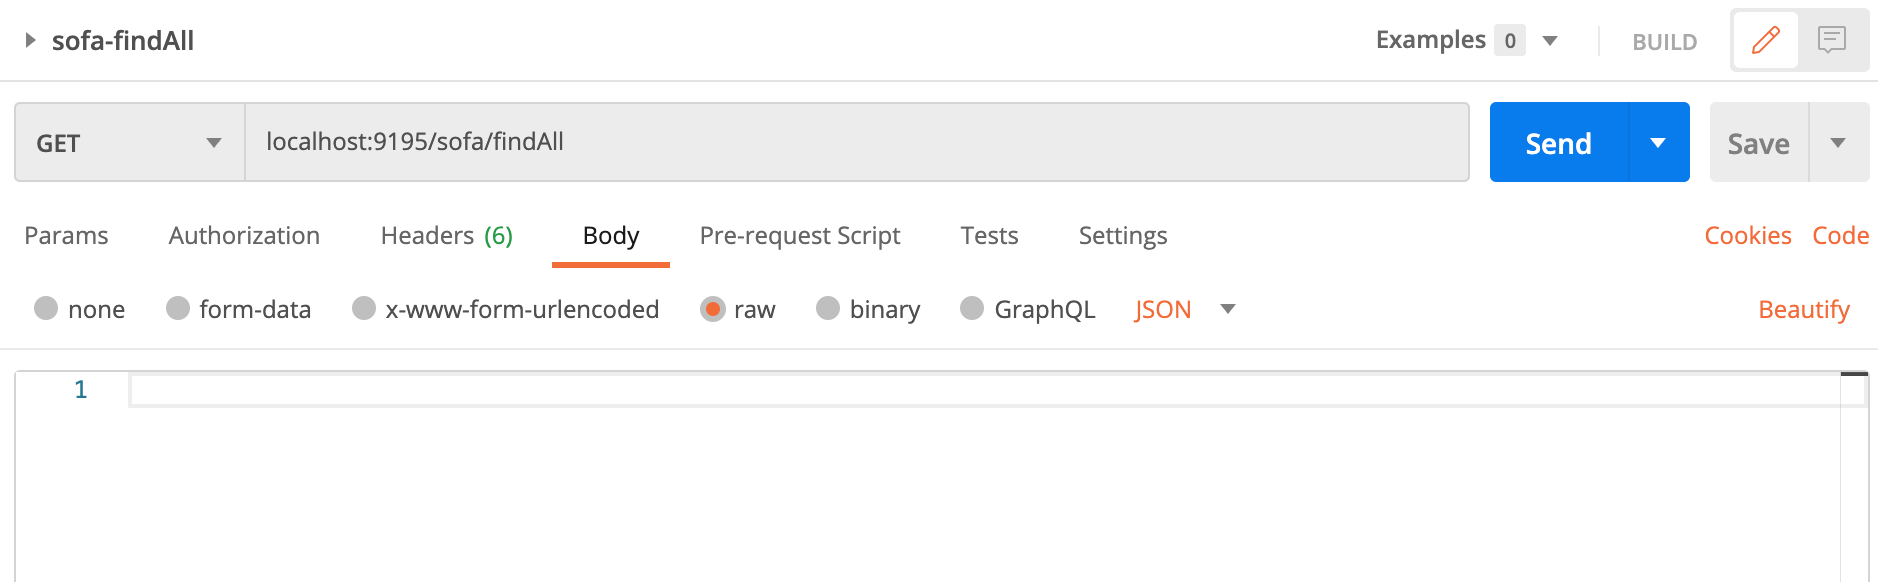 sofa-findAll Examples 0 BUILD
GET localhost:9195/sofa/findAll Send Save
Params Authorization Headers (6) Body Pre-request Script Tests Settings Cookies Code
none form-data x-www-form-urlencoded raw binary GraphQL JSON Beautify
1